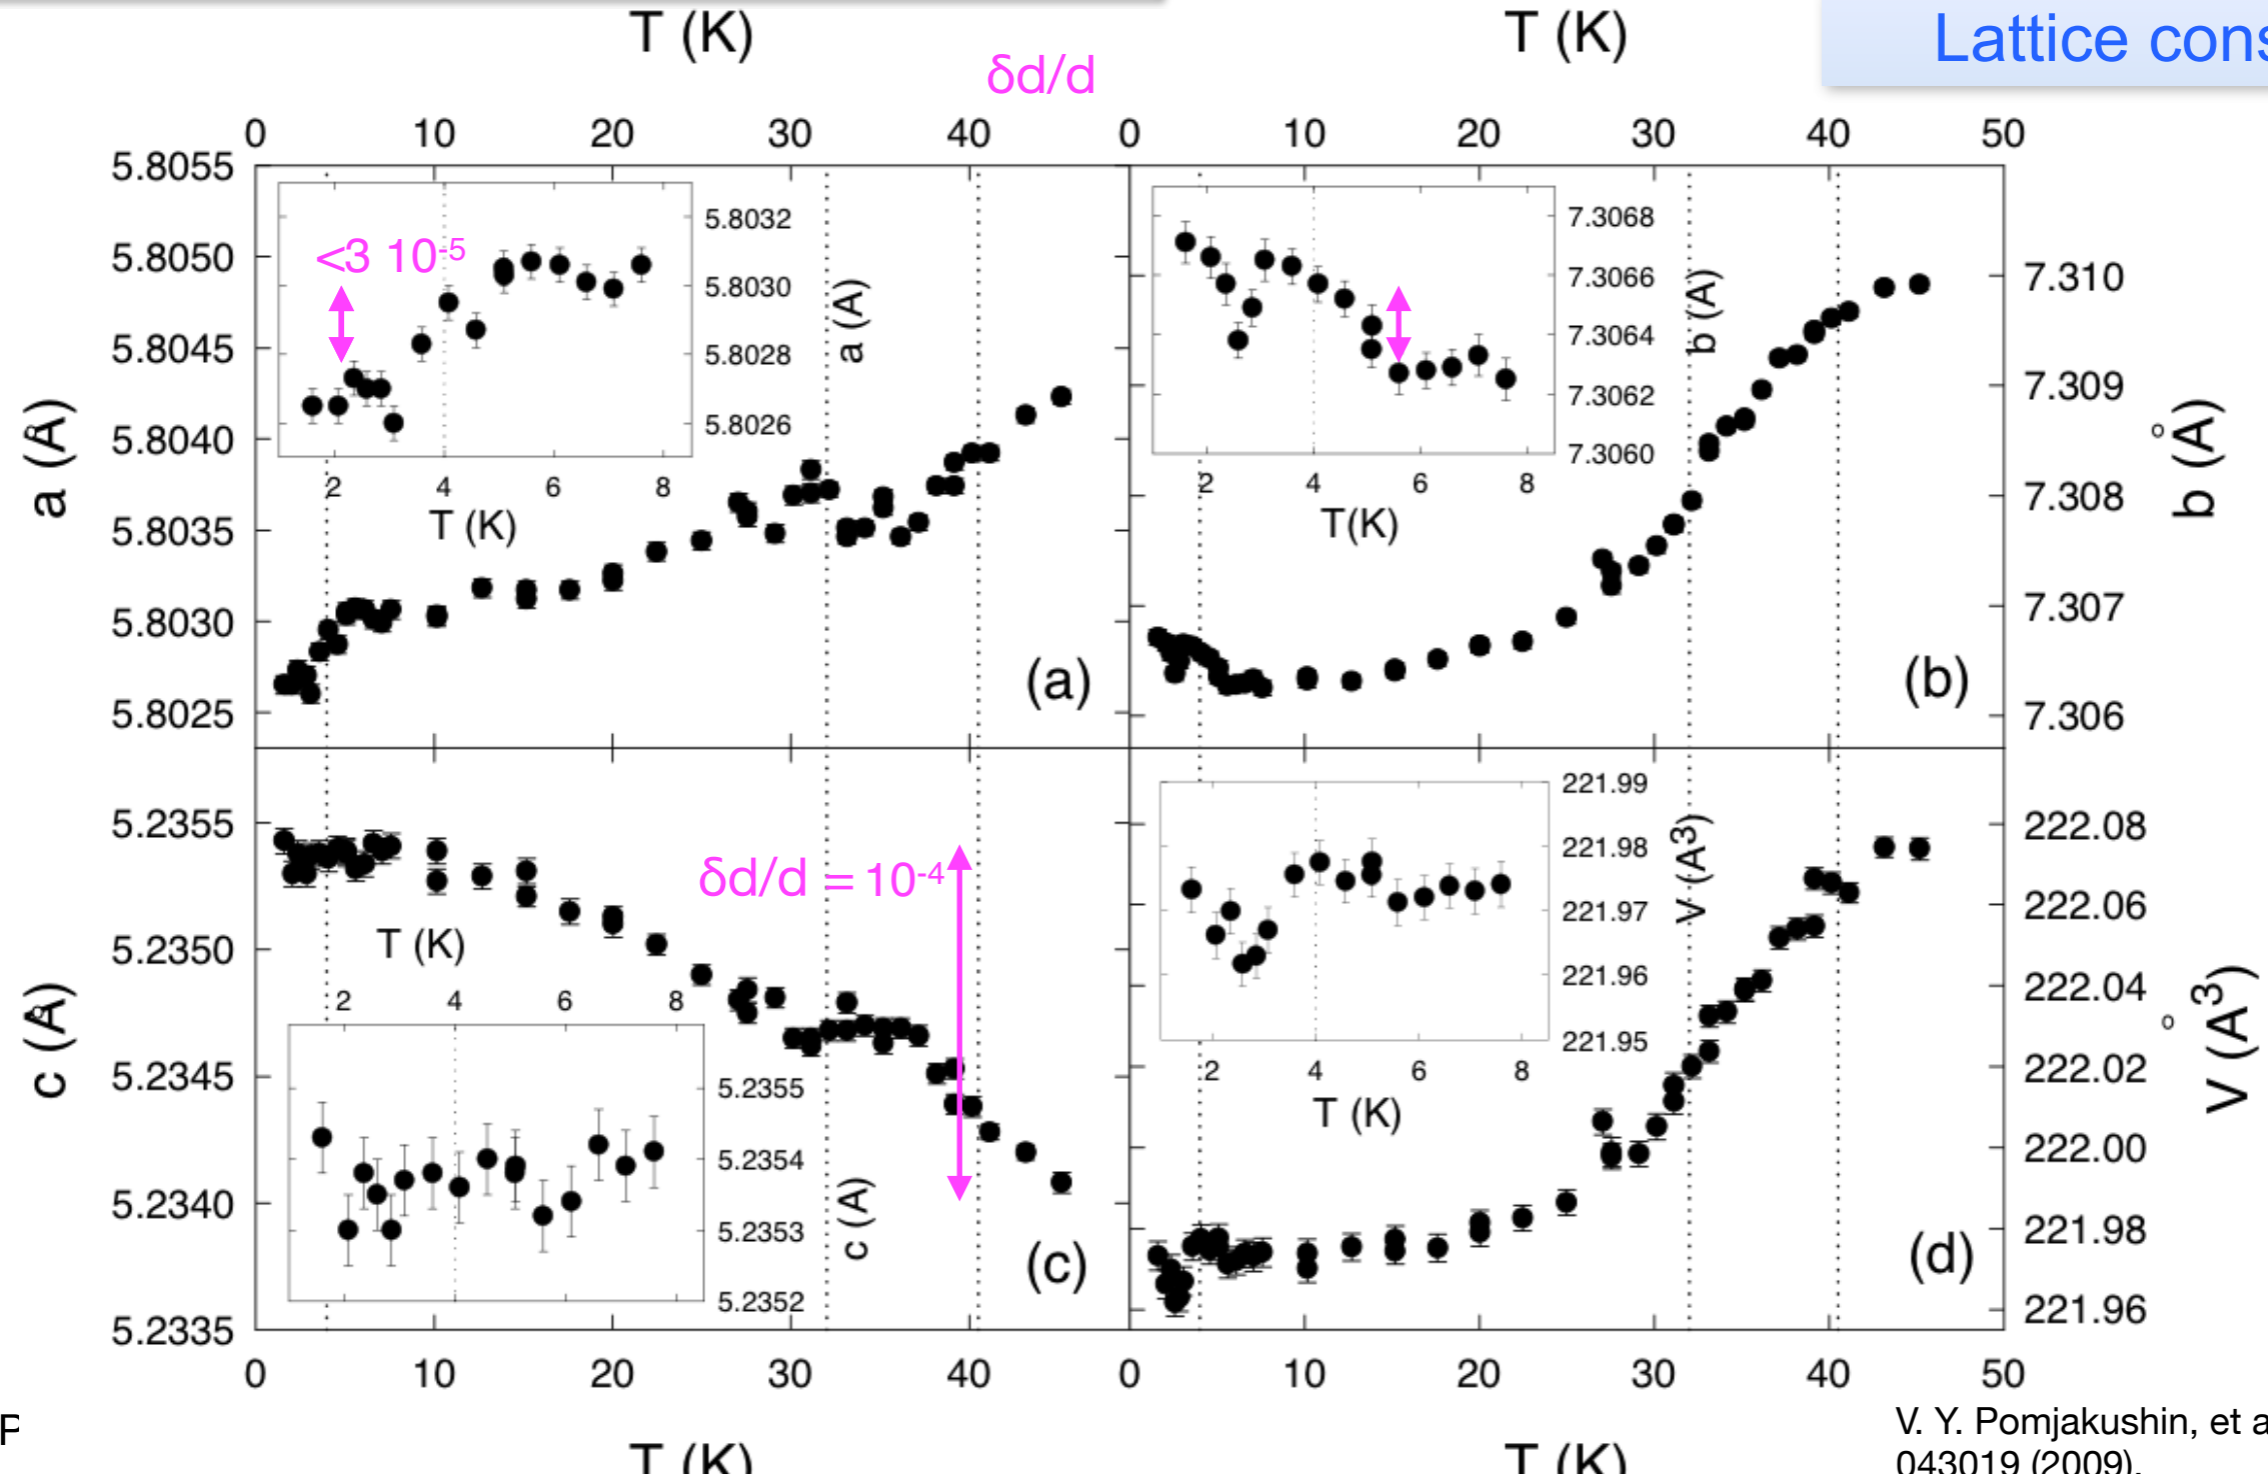 T (K)
T (K)
Lattice cons
δd/d
0 10 20 30 40 0 10 20 30 40 50
5.8055
5.8050
5.8045
5.8040
5.8035
5.8030
5.8025
a (Å)
<3 10-5
5.8032
5.8030
5.8028
5.8026
a (A)
2 4 6 8
T (K)
(a)
7.3068
7.3066
7.3064
7.3062
7.3060
b (A)
2 4 6 8
T(K)
(b)
7.310
7.309
7.308
7.307
7.306
b (Å)
5.2355
5.2350
5.2345
5.2340
5.2335
c (Å)
δd/d = 10-4
T (K)
2 4 6 8
5.2355
5.2354
5.2353
5.2352
c (A)
(c)
221.99
221.98
221.97
221.96
221.95
V (A3)
2 4 6 8
T (K)
(d)
222.08
222.06
222.04
222.02
222.00
221.98
221.96
V (Å3)
0 10 20 30 40 0 10 20 30 40 50
V. Y. Pomjakushin, et a
043019 (2009).
T (K)
T (K)